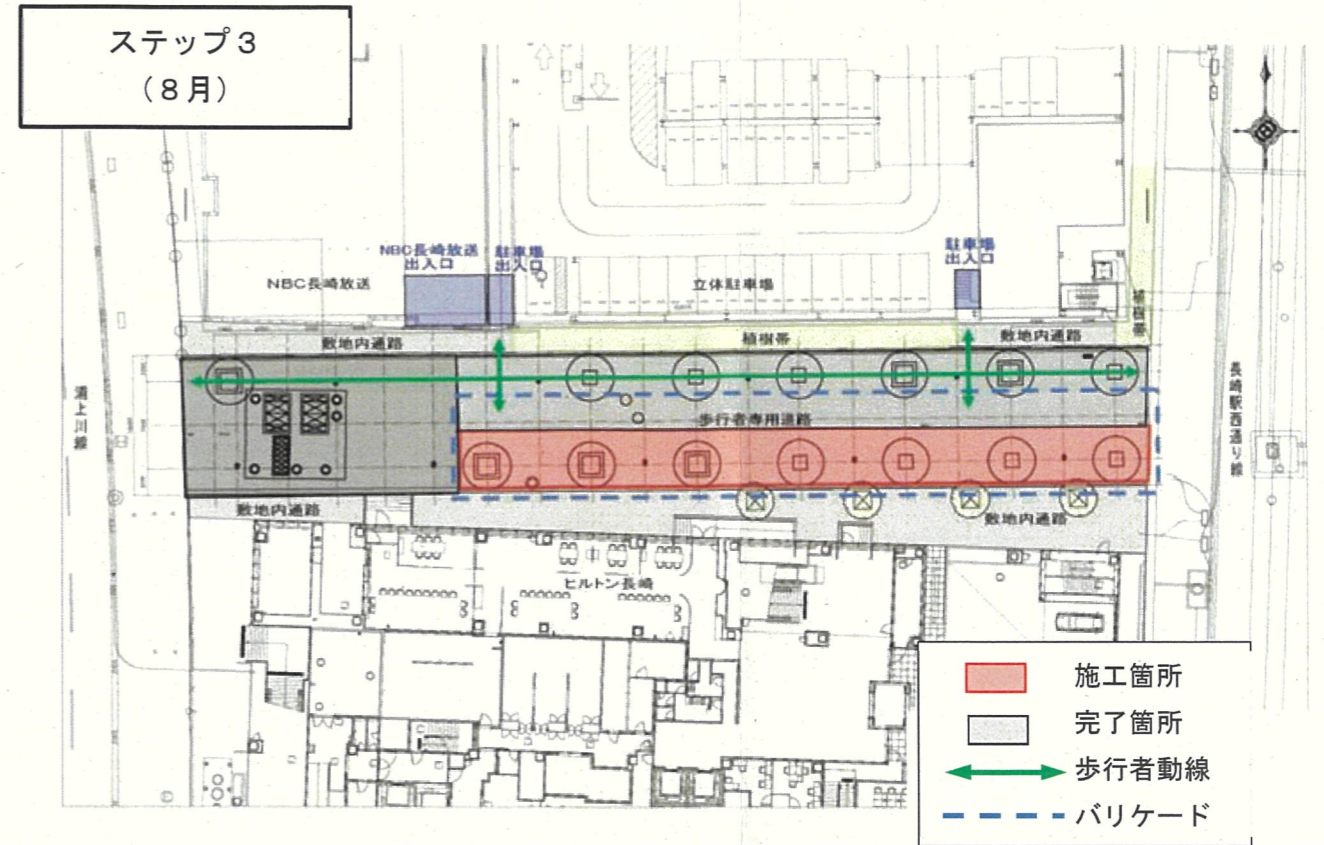 ステップ3
(8月)
NBC長崎放送
出入口
駐車場
出入口
駐車場
出入口
NBC長崎放送
立体駐車場
植樹帯
敷地内通路
植樹帯
敷地内通路
歩行者専用道路
浦上川線
長崎駅西通り線
敷地内通路
敷地内通路
ヒルトン長崎
施工箇所
完了箇所
歩行者動線
バリケード